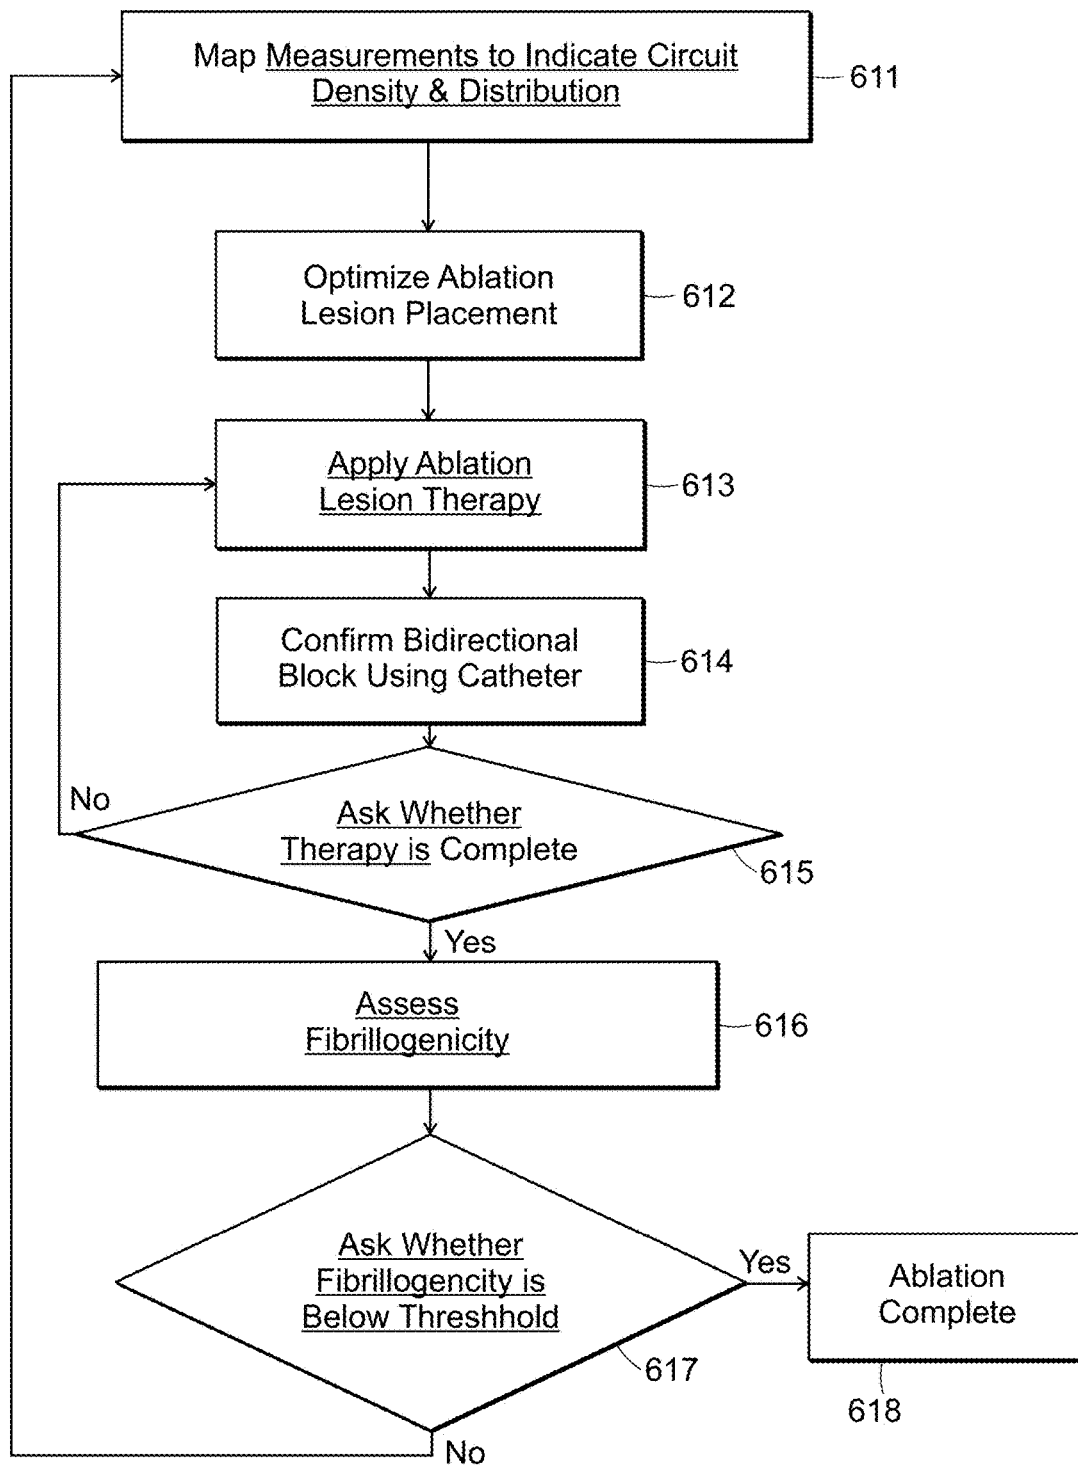 Map Measurements to Indicate Circuit
Density & Distribution
611
Optimize Ablation
Lesion Placement
612
Apply Ablation
Lesion Therapy
613
Confirm Bidirectional
Block Using Catheter
614
No
Ask Whether
Therapy is Complete
615
Yes
Assess
Fibrillogenicity
616
Ask Whether
Fibrillogencity is
Below Threshhold
617
Yes
Ablation
Complete
618
No